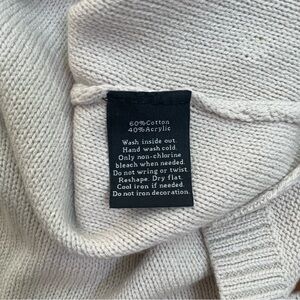 60%Cotton
40%Acrylic
Wash inside out.
Hand wash cold.
Only non-chlorine
bleach when needed.
Do not wring or twist.
Reshape. Dry flat.
Cool iron if needed.
Do not iron decoration.